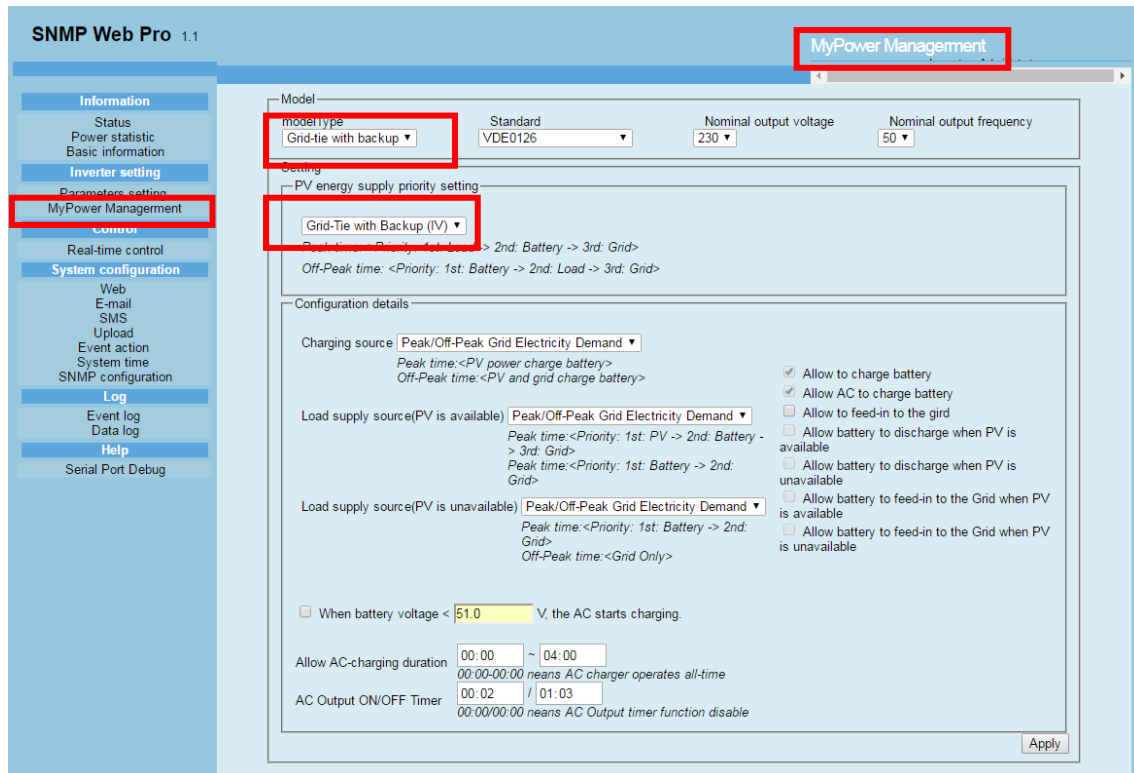 SNMP Web Pro 1.1
MyPower Managerment
Information
Status
Power statistic
Basic information
Inverter setting
Parameters setting
MyPower Managerment
Control
Real-time control
System configuration
Web
E-mail
SMS
Upload
Event action
System time
SNMP configuration
Log
Event log
Data log
Help
Serial Port Debug
Model
modelType Standard Nominal output voltage Nominal output frequency
Grid-tie with backup VDE0126 230 50
Setting
PV energy supply priority setting
Grid-Tie with Backup (IV)
Peak time: <Priority: 1st: Load -> 2nd: Battery -> 3rd: Grid>
Off-Peak time: <Priority: 1st: Battery -> 2nd: Load -> 3rd: Grid>
Configuration details
Charging source Peak/Off-Peak Grid Electricity Demand
Peak time:<PV power charge battery>
Off-Peak time:<PV and grid charge battery>
Load supply source(PV is available) Peak/Off-Peak Grid Electricity Demand
Peak time:<Priority: 1st: PV -> 2nd: Battery -
> 3rd: Grid>
Peak time:<Priority: 1st: Battery -> 2nd:
Grid>
Load supply source(PV is unavailable) Peak/Off-Peak Grid Electricity Demand
Peak time:<Priority: 1st: Battery -> 2nd:
Grid>
Off-Peak time:<Grid Only>
Allow to charge battery
Allow AC to charge battery
Allow to feed-in to the gird
Allow battery to discharge when PV is
available
Allow battery to discharge when PV is
unavailable
Allow battery to feed-in to the Grid when PV
is available
Allow battery to feed-in to the Grid when PV
is unavailable
When battery voltage < 51.0 V, the AC starts charging.
Allow AC-charging duration 00:00 ~ 04:00
00:00-00:00 neans AC charger operates all-time
AC Output ON/OFF Timer 00:02 / 01:03
00:00/00:00 neans AC Output timer function disable
Apply